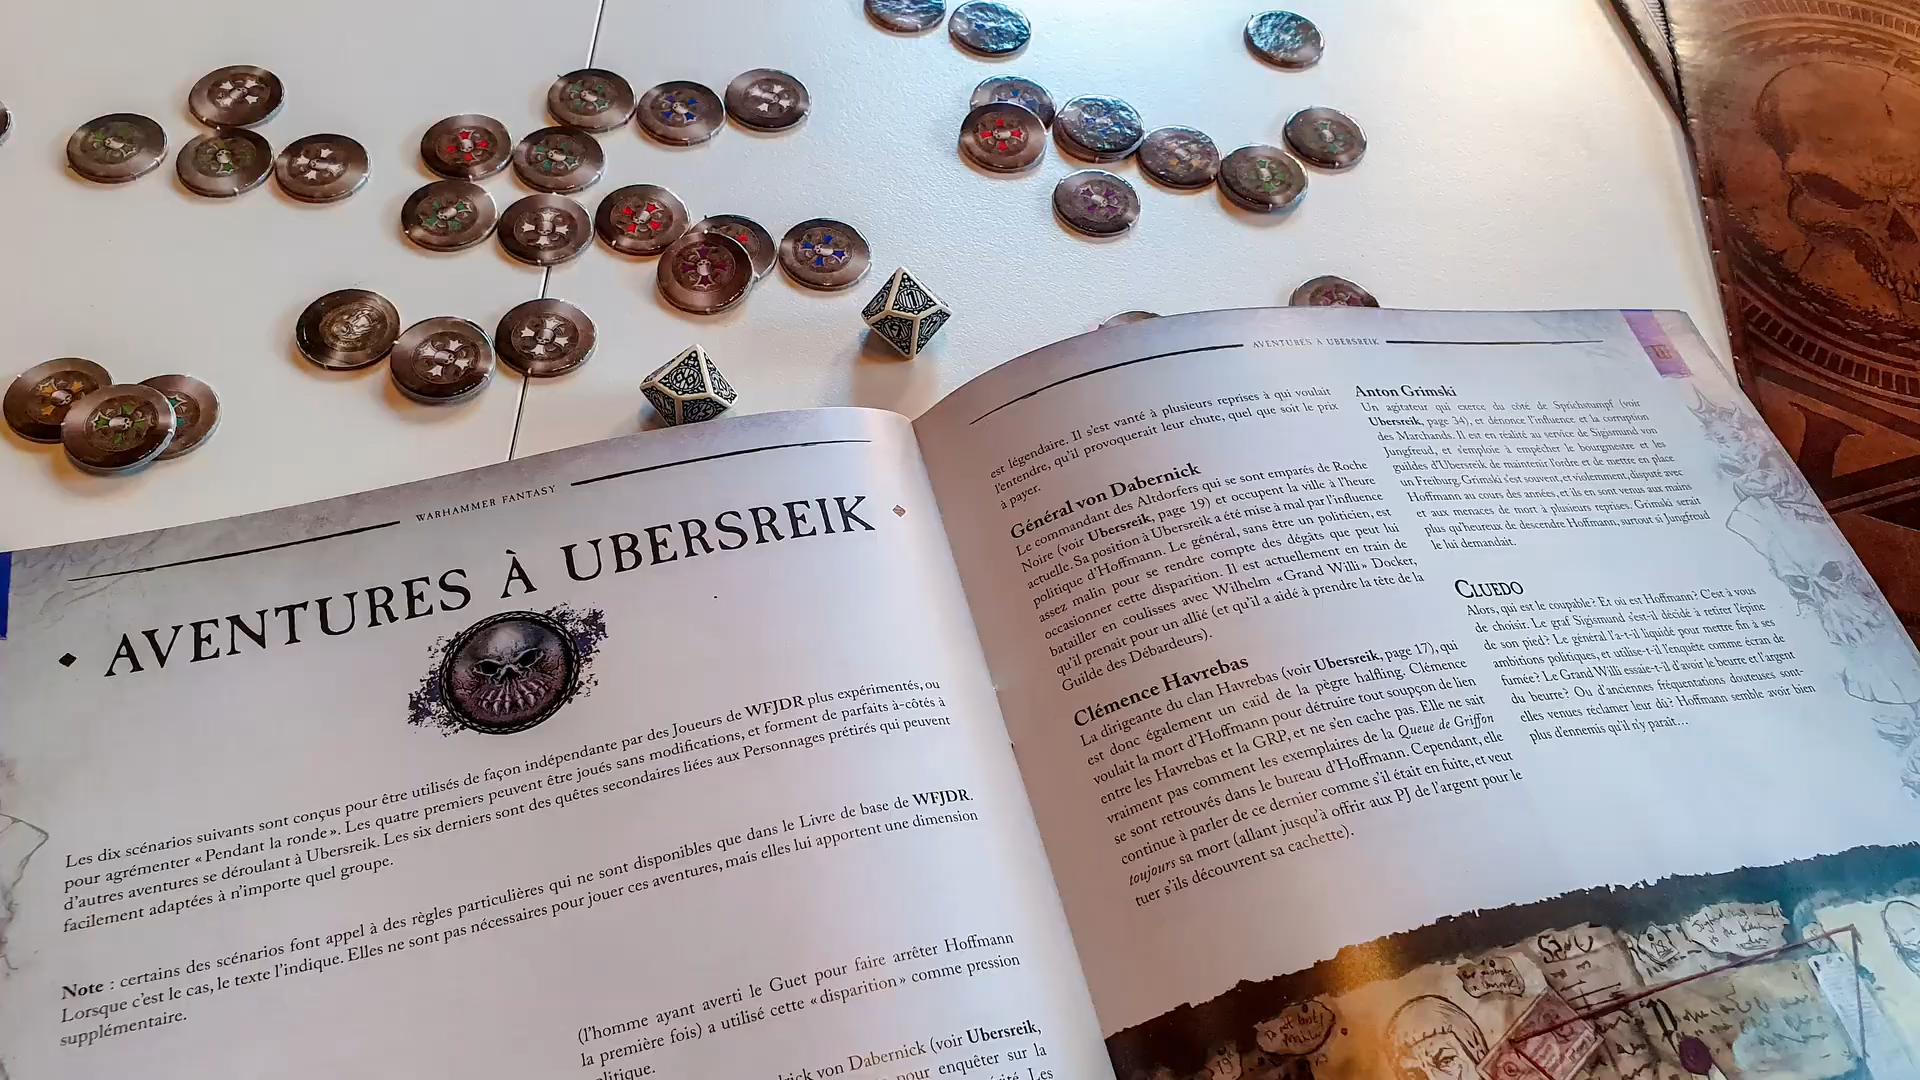 WARHAMMER FANTASY
AVENTURES À UBERSREIK
Les dix scénarios suivants sont conçus pour être utilisés de façon indépendante par des Joueurs de WFJDR plus expérimentés, ou
pour agrémenter « Pendant la ronde ». Les quatre premiers peuvent être joués sans modifications, et forment de parfaits à-côtés à
d'autres aventures se déroulant à Ubersreik. Les six derniers sont des quêtes secondaires liées aux Personnages prétirés qui peuvent
facilement adaptées à n'importe quel groupe.
Note : certains des scénarios font appel à des règles particulières qui ne sont disponibles que dans le Livre de base de WFJDR.
Lorsque c'est le cas, le texte l'indique. Elles ne sont pas nécessaires pour jouer ces aventures, mais elles lui apportent une dimension
supplémentaire.
(l'homme ayant averti le Guet pour faire arrêter Hoffmann
la première fois) a utilisé cette « disparition » comme pression
von Dabernick (voir Ubersreik,
pour enquêter sur la
Les
AVENTURES À UBERSREIK
est légendaire. Il s'est vanté à plusieurs reprises à qui voulait
l'entendre, qu'il provoquerait leur chute, quel que soit le prix
à payer.
Général von Dabernick
Le commandant des Altdorfers qui se sont emparés de Roche
Noire (voir Ubersreik, page 19) et occupent la ville à l'heure
actuelle. Sa position à Ubersreik a été mise à mal par l'influence
politique d'Hoffmann. Le général, sans être un politicien, est
assez malin pour se rendre compte des dégâts que peut lui
occasionner cette disparition. Il est actuellement en train de
batailler en coulisses avec Wilhelm « Grand Willi » Docker,
qu'il prenait pour un allié (et qu'il a aidé à prendre la tête de la
Guilde des Débardeurs).
Clémence Havrebas
La dirigeante du clan Havrebas (voir Ubersreik, page 17), qui
est donc également un caïd de la pègre halfling. Clémence
voulait la mort d'Hoffmann pour détruire tout soupçon de lien
entre les Havrebas et la GRP, et ne s'en cache pas. Elle ne sait
vraiment pas comment les exemplaires de la Queue de Griffon
se sont retrouvés dans le bureau d'Hoffmann. Cependant, elle
continue à parler de ce dernier comme s'il était en fuite, et veut
toujours sa mort (allant jusqu'à offrir aux PJ de l'argent pour le
tuer s'ils découvrent sa cachette).
Anton Grimski
Un agitateur qui exerce du côté de Sprichstumpf (voir
Ubersreik, page 34), et dénonce l'influence et la corruption
des Marchands. Il est en réalité au service de Sigismund von
Jungfreud, et s'emploie à empêcher le bourgmestre et les
guildes d'Ubersreik de maintenir l'ordre et de mettre en place
un Freiburg. Grimski s'est souvent, et violemment, disputé avec
Hoffmann au cours des années, et ils en sont venus aux mains
et aux menaces de mort à plusieurs reprises. Grimski serait
plus qu'heureux de descendre Hoffmann, surtout si Jungfreud
le lui demandait.
CLUEDO
Alors, qui est le coupable ? Et où est Hoffmann ? C'est à vous
de choisir. Le graf Sigismund s'est-il décidé à retirer l'épine
de son pied ? Le général l'a-t-il liquidé pour mettre fin à ses
ambitions politiques, et utilise-t-il l'enquête comme écran de
fumée ? Le Grand Willi essaie-t-il d'avoir le beurre et l'argent
du beurre ? Ou d'anciennes fréquentations douteuses sont-
elles venues réclamer leur dû ? Hoffmann semble avoir bien
plus d'ennemis qu'il n'y paraît…